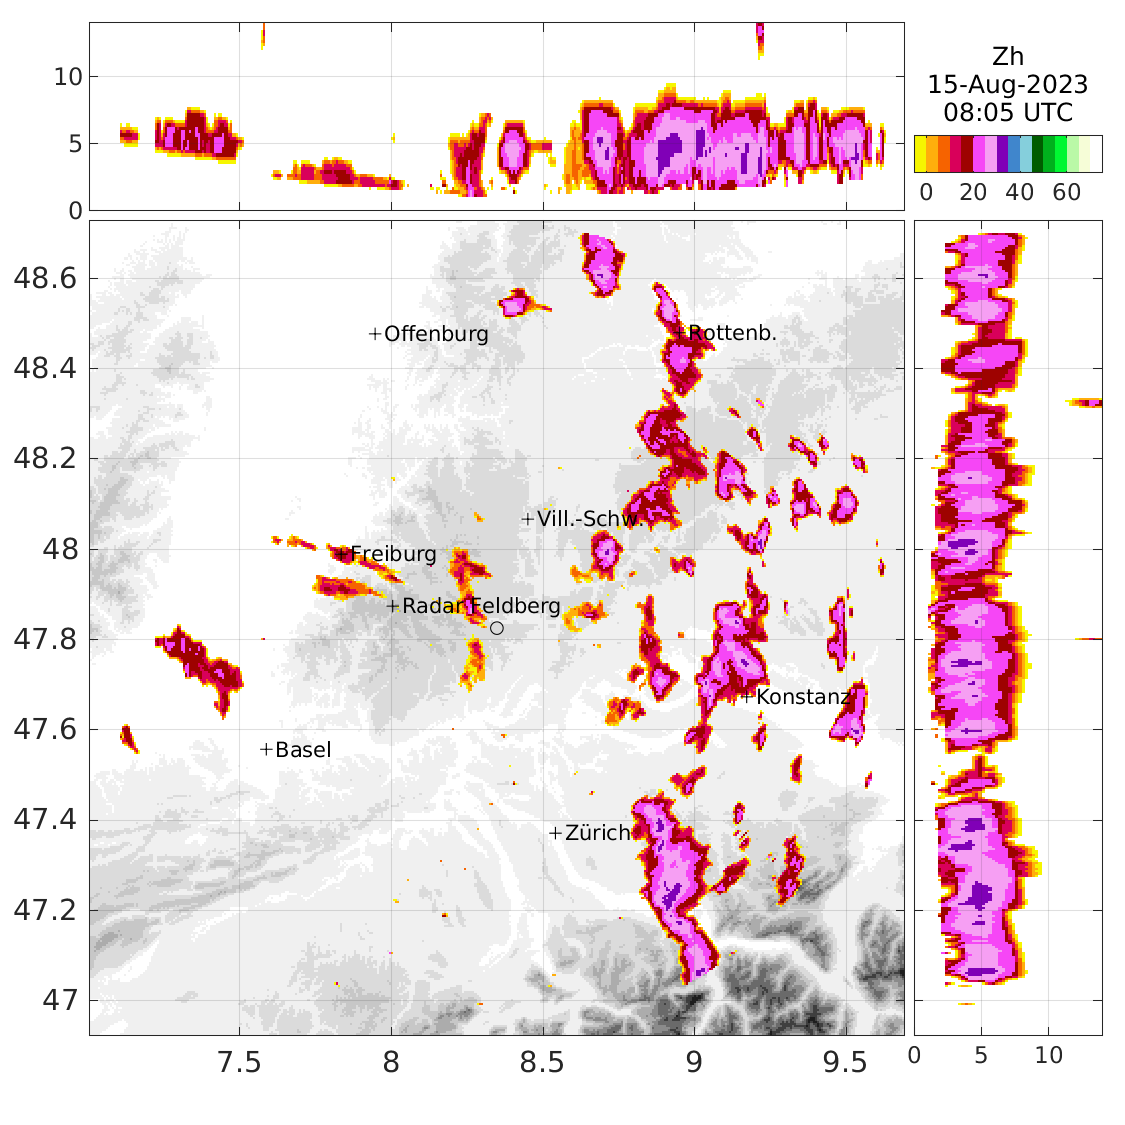 10
5
0
Zh
15-Aug-2023
08:05 UTC
0 20 40 60
48.6
48.4
48.2
48
47.8
47.6
47.4
47.2
47
+Offenburg
+Rottenb.
+Vill.-Schw.
+Freiburg
+Radar Feldberg
+Konstanz
+Basel
+Zürich
7.5 8 8.5 9 9.5
0 5 10